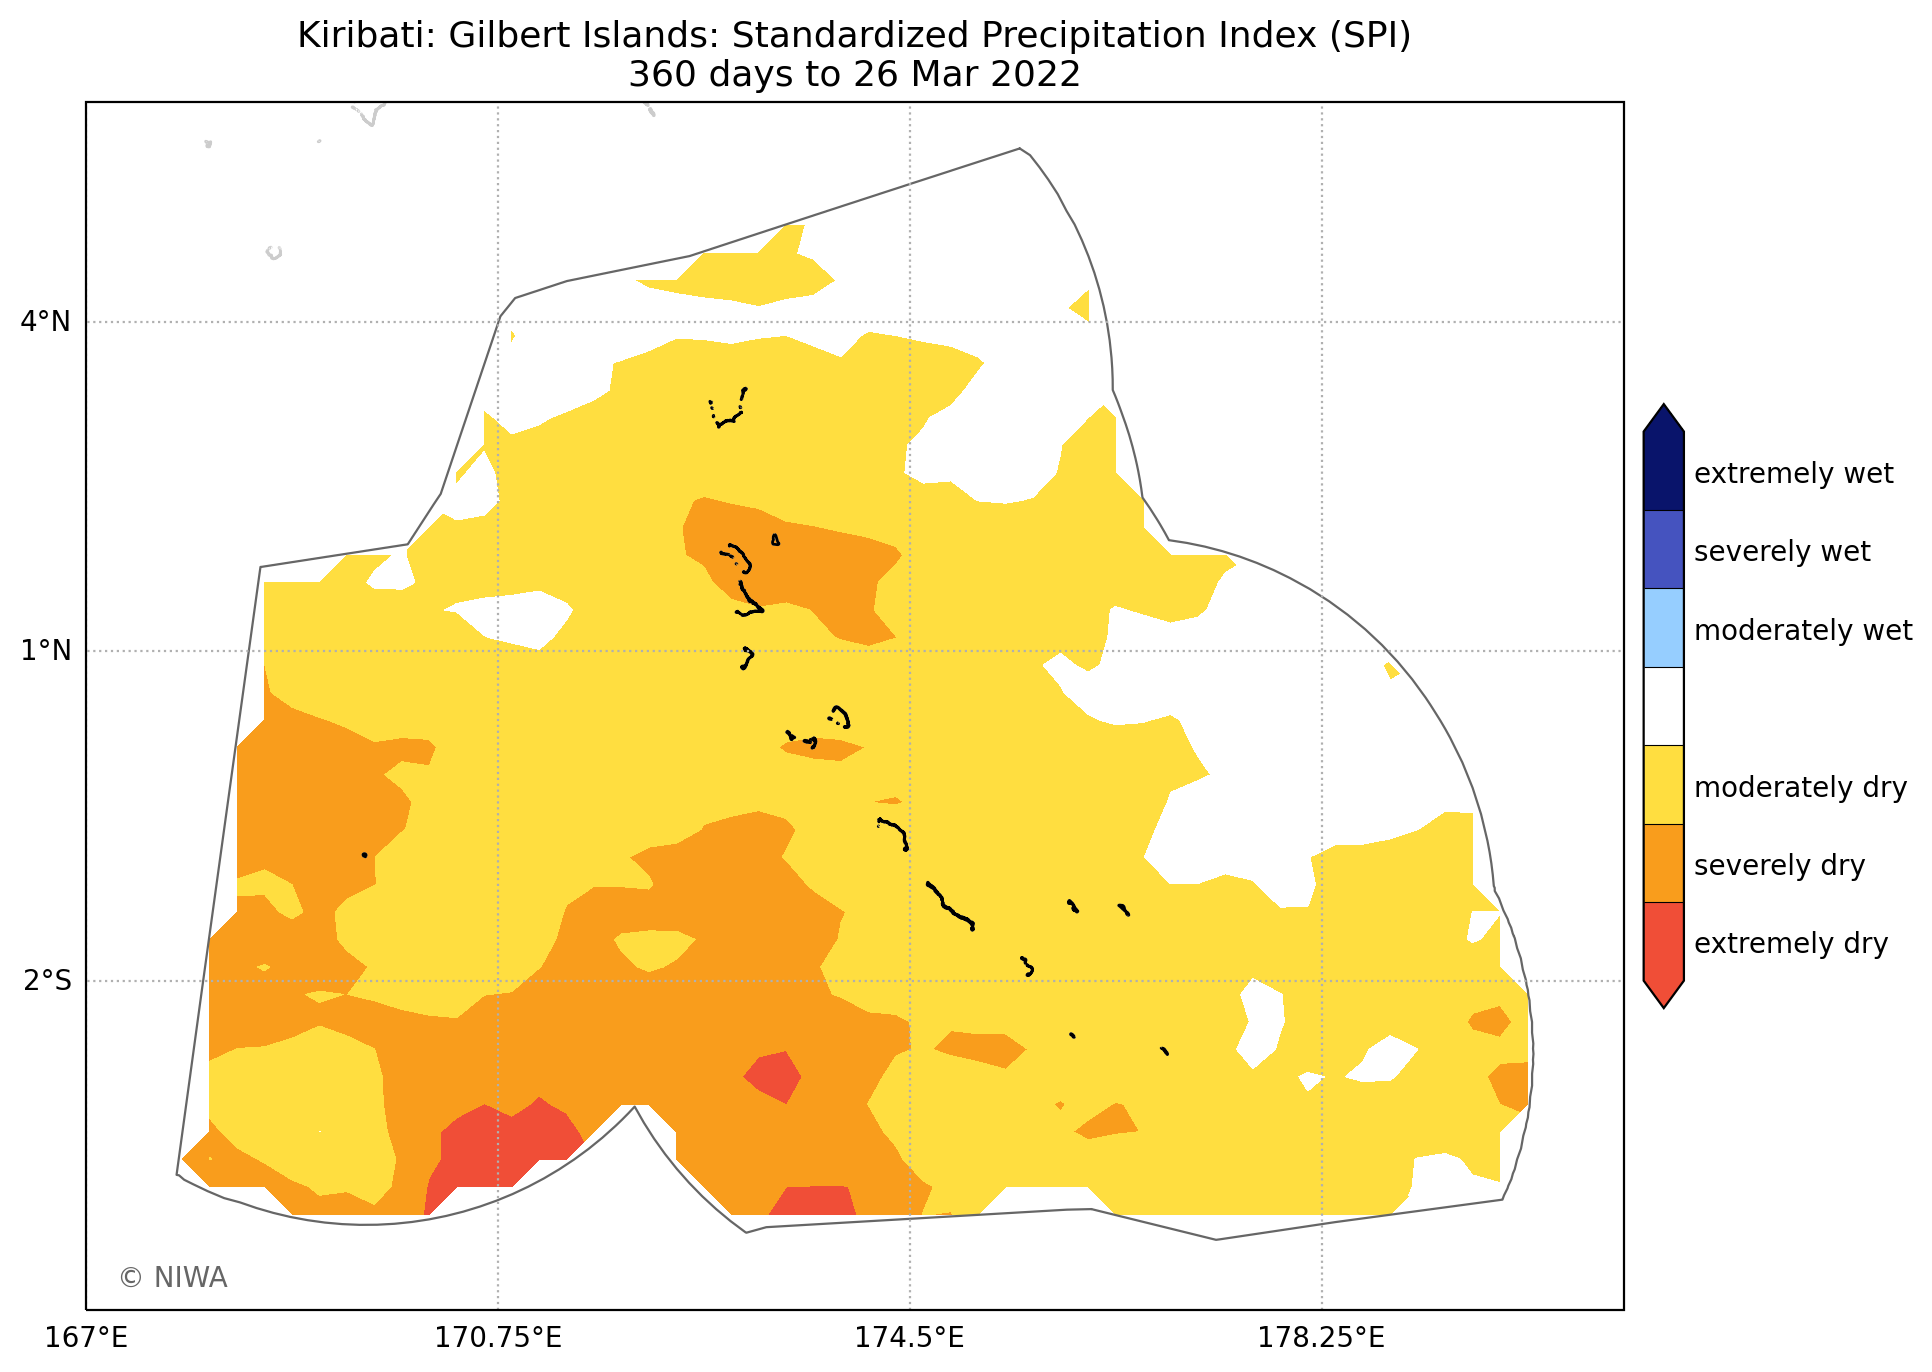 Kiribati: Gilbert Islands: Standardized Precipitation Index (SPI)
360 days to 26 Mar 2022
4°N
1°N
2°S
167°E
170.75°E
174.5°E
178.25°E
extremely wet
severely wet
moderately wet
moderately dry
severely dry
extremely dry
© NIWA